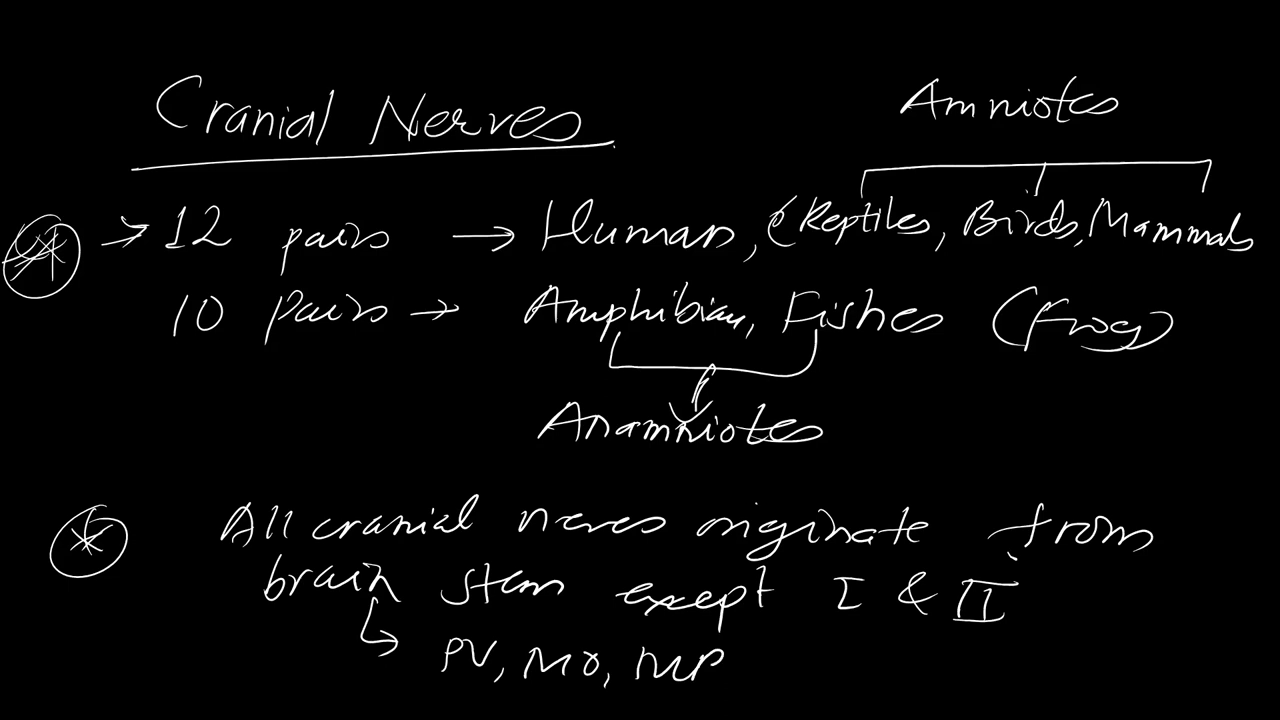 Cranial Nerves
Amniotes
→ 12 pairs → Human, (Reptiles, Birds, Mammals
10 pairs → Amphibian, Fishes (frog)
Anamniotes
All cranial nerves originate from
brain stem except I & II
PV, MO,